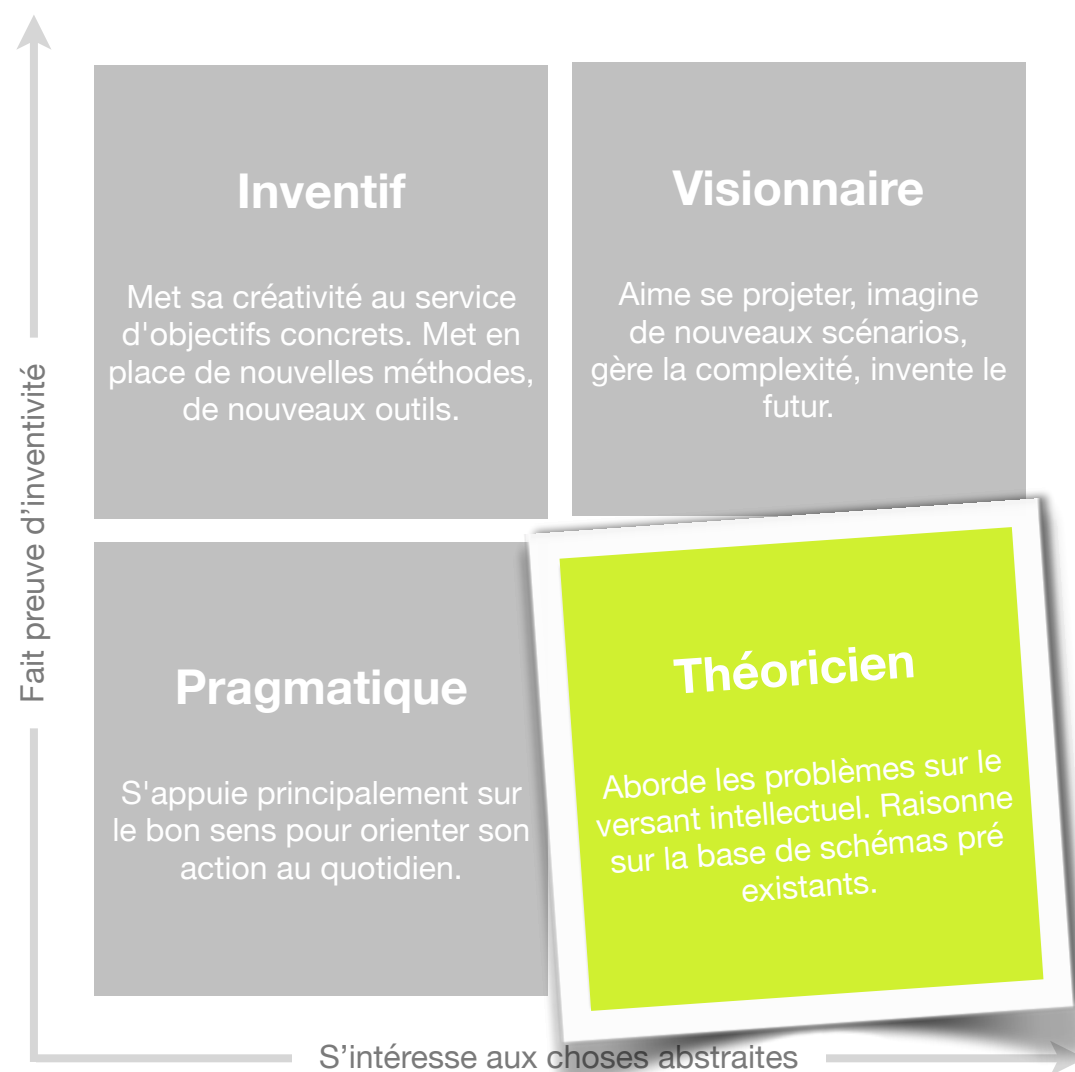 Inventif
Met sa créativité au service
d'objectifs concrets. Met en
place de nouvelles méthodes,
de nouveaux outils.
Visionnaire
Aime se projeter, imagine
de nouveaux scénarios,
gère la complexité, invente le
futur.
Fait preuve d’inventivité
Pragmatique
S'appuie principalement sur
le bon sens pour orienter son
action au quotidien.
Théoricien
Aborde les problèmes sur le
versant intellectuel. Raisonne
sur la base de schémas pré
existants.
S’intéresse aux choses abstraites